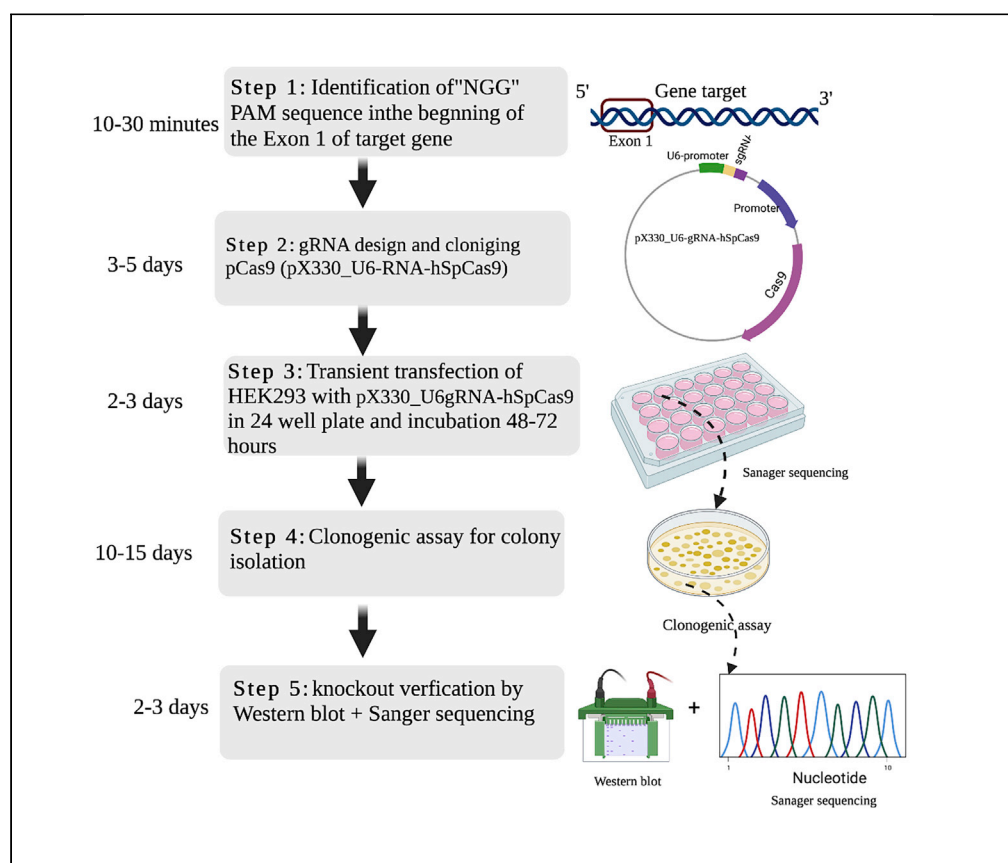 Step 1: Identification of"NGG"
PAM sequence inthe begnning of
the Exon 1 of target gene
10-30 minutes
5'
Gene target
3'
Exon 1
U6-promoter
sgRNA
Promoter
pX330_U6-gRNA-hSpCas9
Cas9
Step 2: gRNA design and cloniging
pCas9 (pX330_U6-RNA-hSpCas9)
3-5 days
Step 3: Transient transfection of
HEK293 with pX330_U6gRNA-hSpCas9
in 24 well plate and incubation 48-72
hours
2-3 days
Sanager sequencing
Step 4: Clonogenic assay for colony
isolation
10-15 days
Clonogenic assay
Step 5: knockout verfication by
Western blot + Sanger sequencing
2-3 days
+
Western blot
1
10
Nucleotide
Sanager sequencing